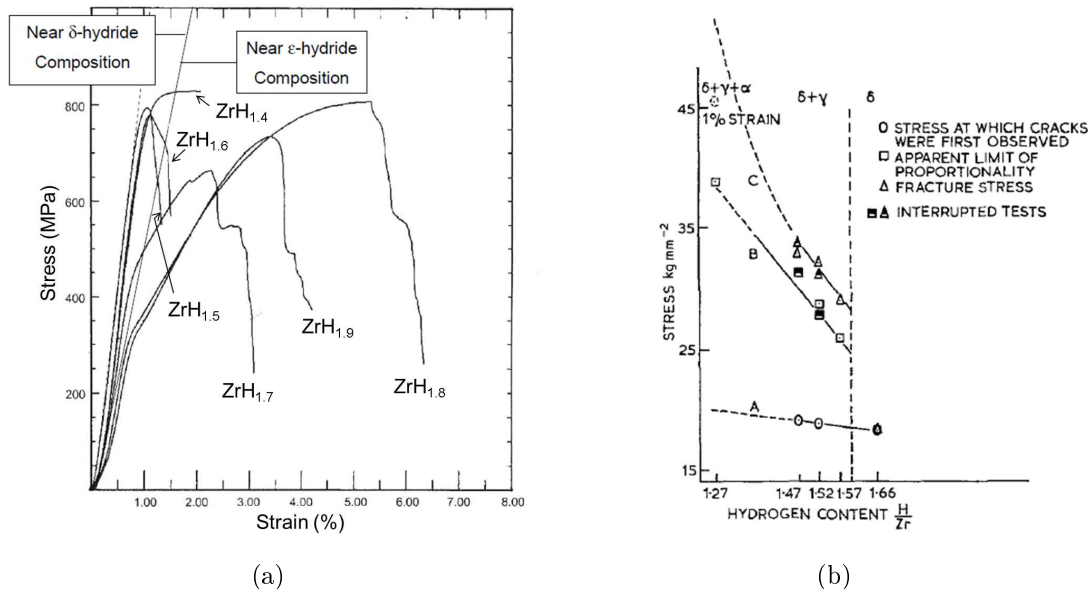 Near δ-hydride
Composition
Near ε-hydride
Composition
800
600
400
200
Stress (MPa)
ZrH1.4
ZrH1.6
ZrH1.5
ZrH1.9
ZrH1.7
ZrH1.8
1.00 2.00 3.00 4.00 5.00 6.00 7.00 8.00
Strain (%)
(a)
δ+γ+α
1% STRAIN
δ+γ
δ
45
35
25
15
STRESS kg mm-2
C
B
A
O STRESS AT WHICH CRACKS
WERE FIRST OBSERVED
APPARENT LIMIT OF
PROPORTIONALITY
FRACTURE STRESS
INTERRUPTED TESTS
1·27 1·47 1·52 1·57 1·66
HYDROGEN CONTENT H/Zr
(b)